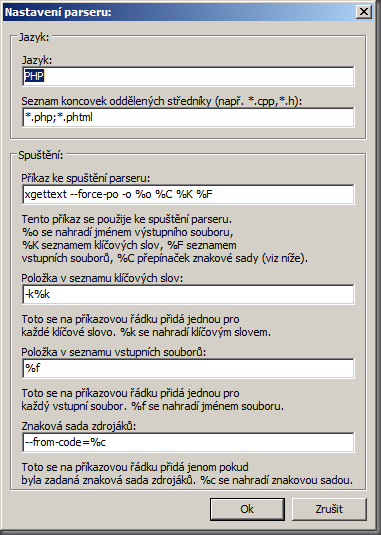 Nastavení parseru:
Jazyk:
Jazyk:
PHP
Seznam koncovek oddělených středníky (např. *.cpp,*.h):
*.php;*.phtml
Spuštění:
Příkaz ke spuštění parseru:
xgettext --force-po -o %o %C %K %F
Tento příkaz se použije ke spuštění parseru.
%o se nahradí jménem výstupního souboru,
%K seznamem klíčových slov, %F seznamem
vstupních souborů, %C přepínaček znakové sady (viz níže).
Položka v seznamu klíčových slov:
-k%k
Toto se na příkazovou řádku přidá jednou pro
každé klíčové slovo. %k se nahradí klíčovým slovem.
Položka v seznamu vstupních souborů:
%f
Toto se na příkazovou řádku přidá jednou pro
každý vstupní soubor. %f se nahradí jménem souboru.
Znaková sada zdrojáků:
--from-code=%c
Toto se na příkazovou řádku přidá jenom pokud
byla zadaná znaková sada zdrojáků. %c se nahradí znakovou sadou.
Ok
Zrušit